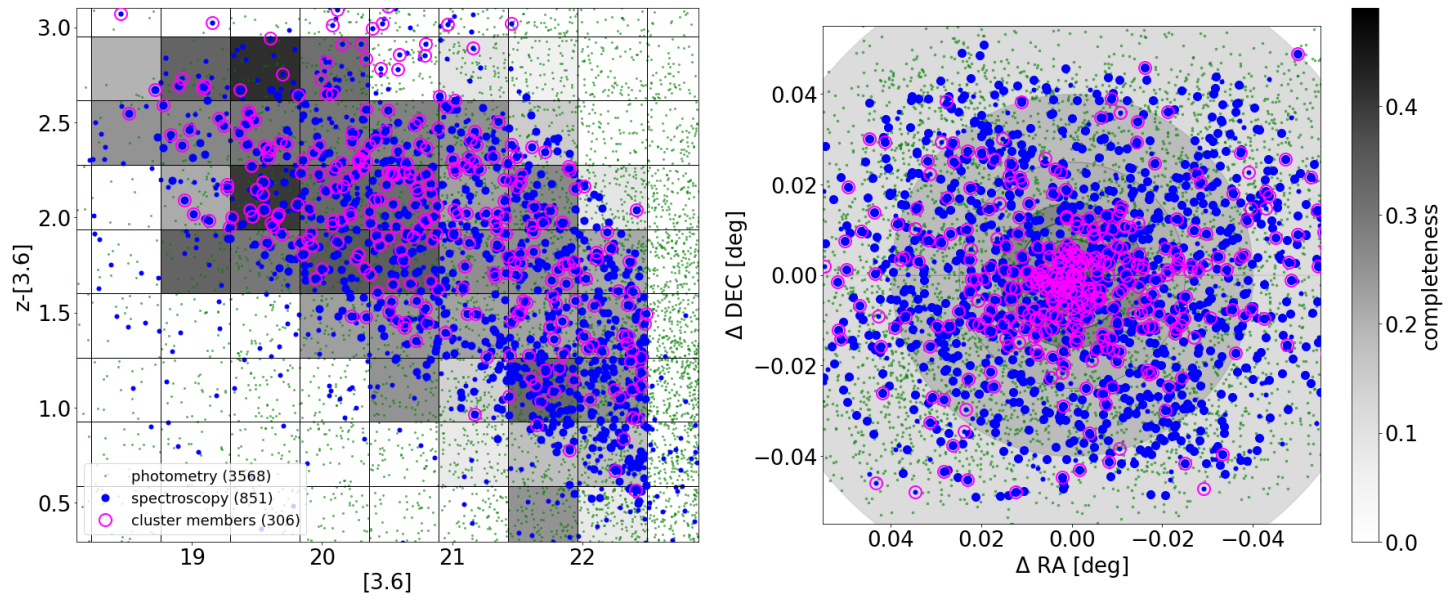 3.0
2.5
2.0
1.5
1.0
0.5
z-[3.6]
photometry (3568)
spectroscopy (851)
cluster members (306)
19 20 21 22
[3.6]
0.04
0.02
0.00
−0.02
−0.04
Δ DEC [deg]
0.04 0.02 0.00 −0.02 −0.04
Δ RA [deg]
0.4
0.3
0.2
0.1
0.0
completeness